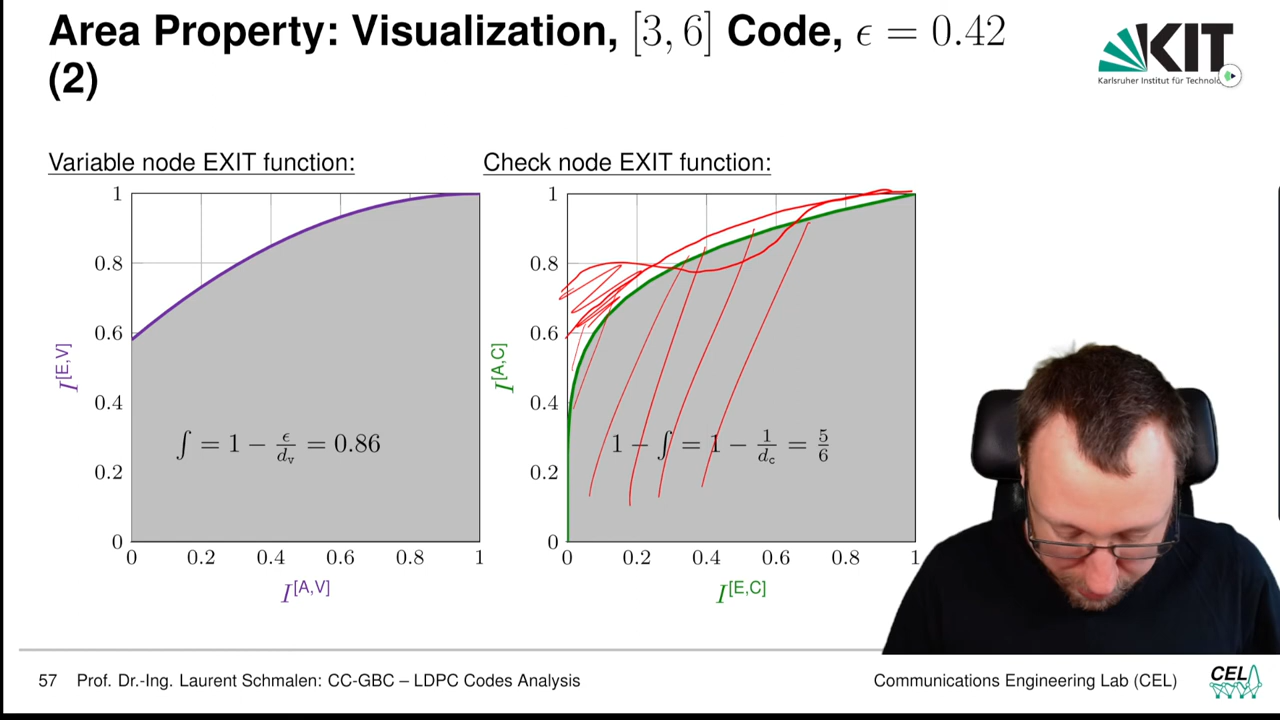 Area Property: Visualization, [3, 6] Code, ϵ = 0.42
(2)
KIT
Karlsruher Institut für Technolo
Variable node EXIT function:
Check node EXIT function:
1
0.8
0.6
0.4
0.2
0
0 0.2 0.4 0.6 0.8 1
I^[E,V]
I^[A,V]
∫ = 1 − ϵ/d_v = 0.86
1
0.8
0.6
0.4
0.2
0
0 0.2 0.4 0.6 0.8 1
I^[A,C]
I^[E,C]
1 − ∫ = 1 − 1/d_c = 5/6
57 Prof. Dr.-Ing. Laurent Schmalen: CC-GBC – LDPC Codes Analysis
Communications Engineering Lab (CEL)
CEL